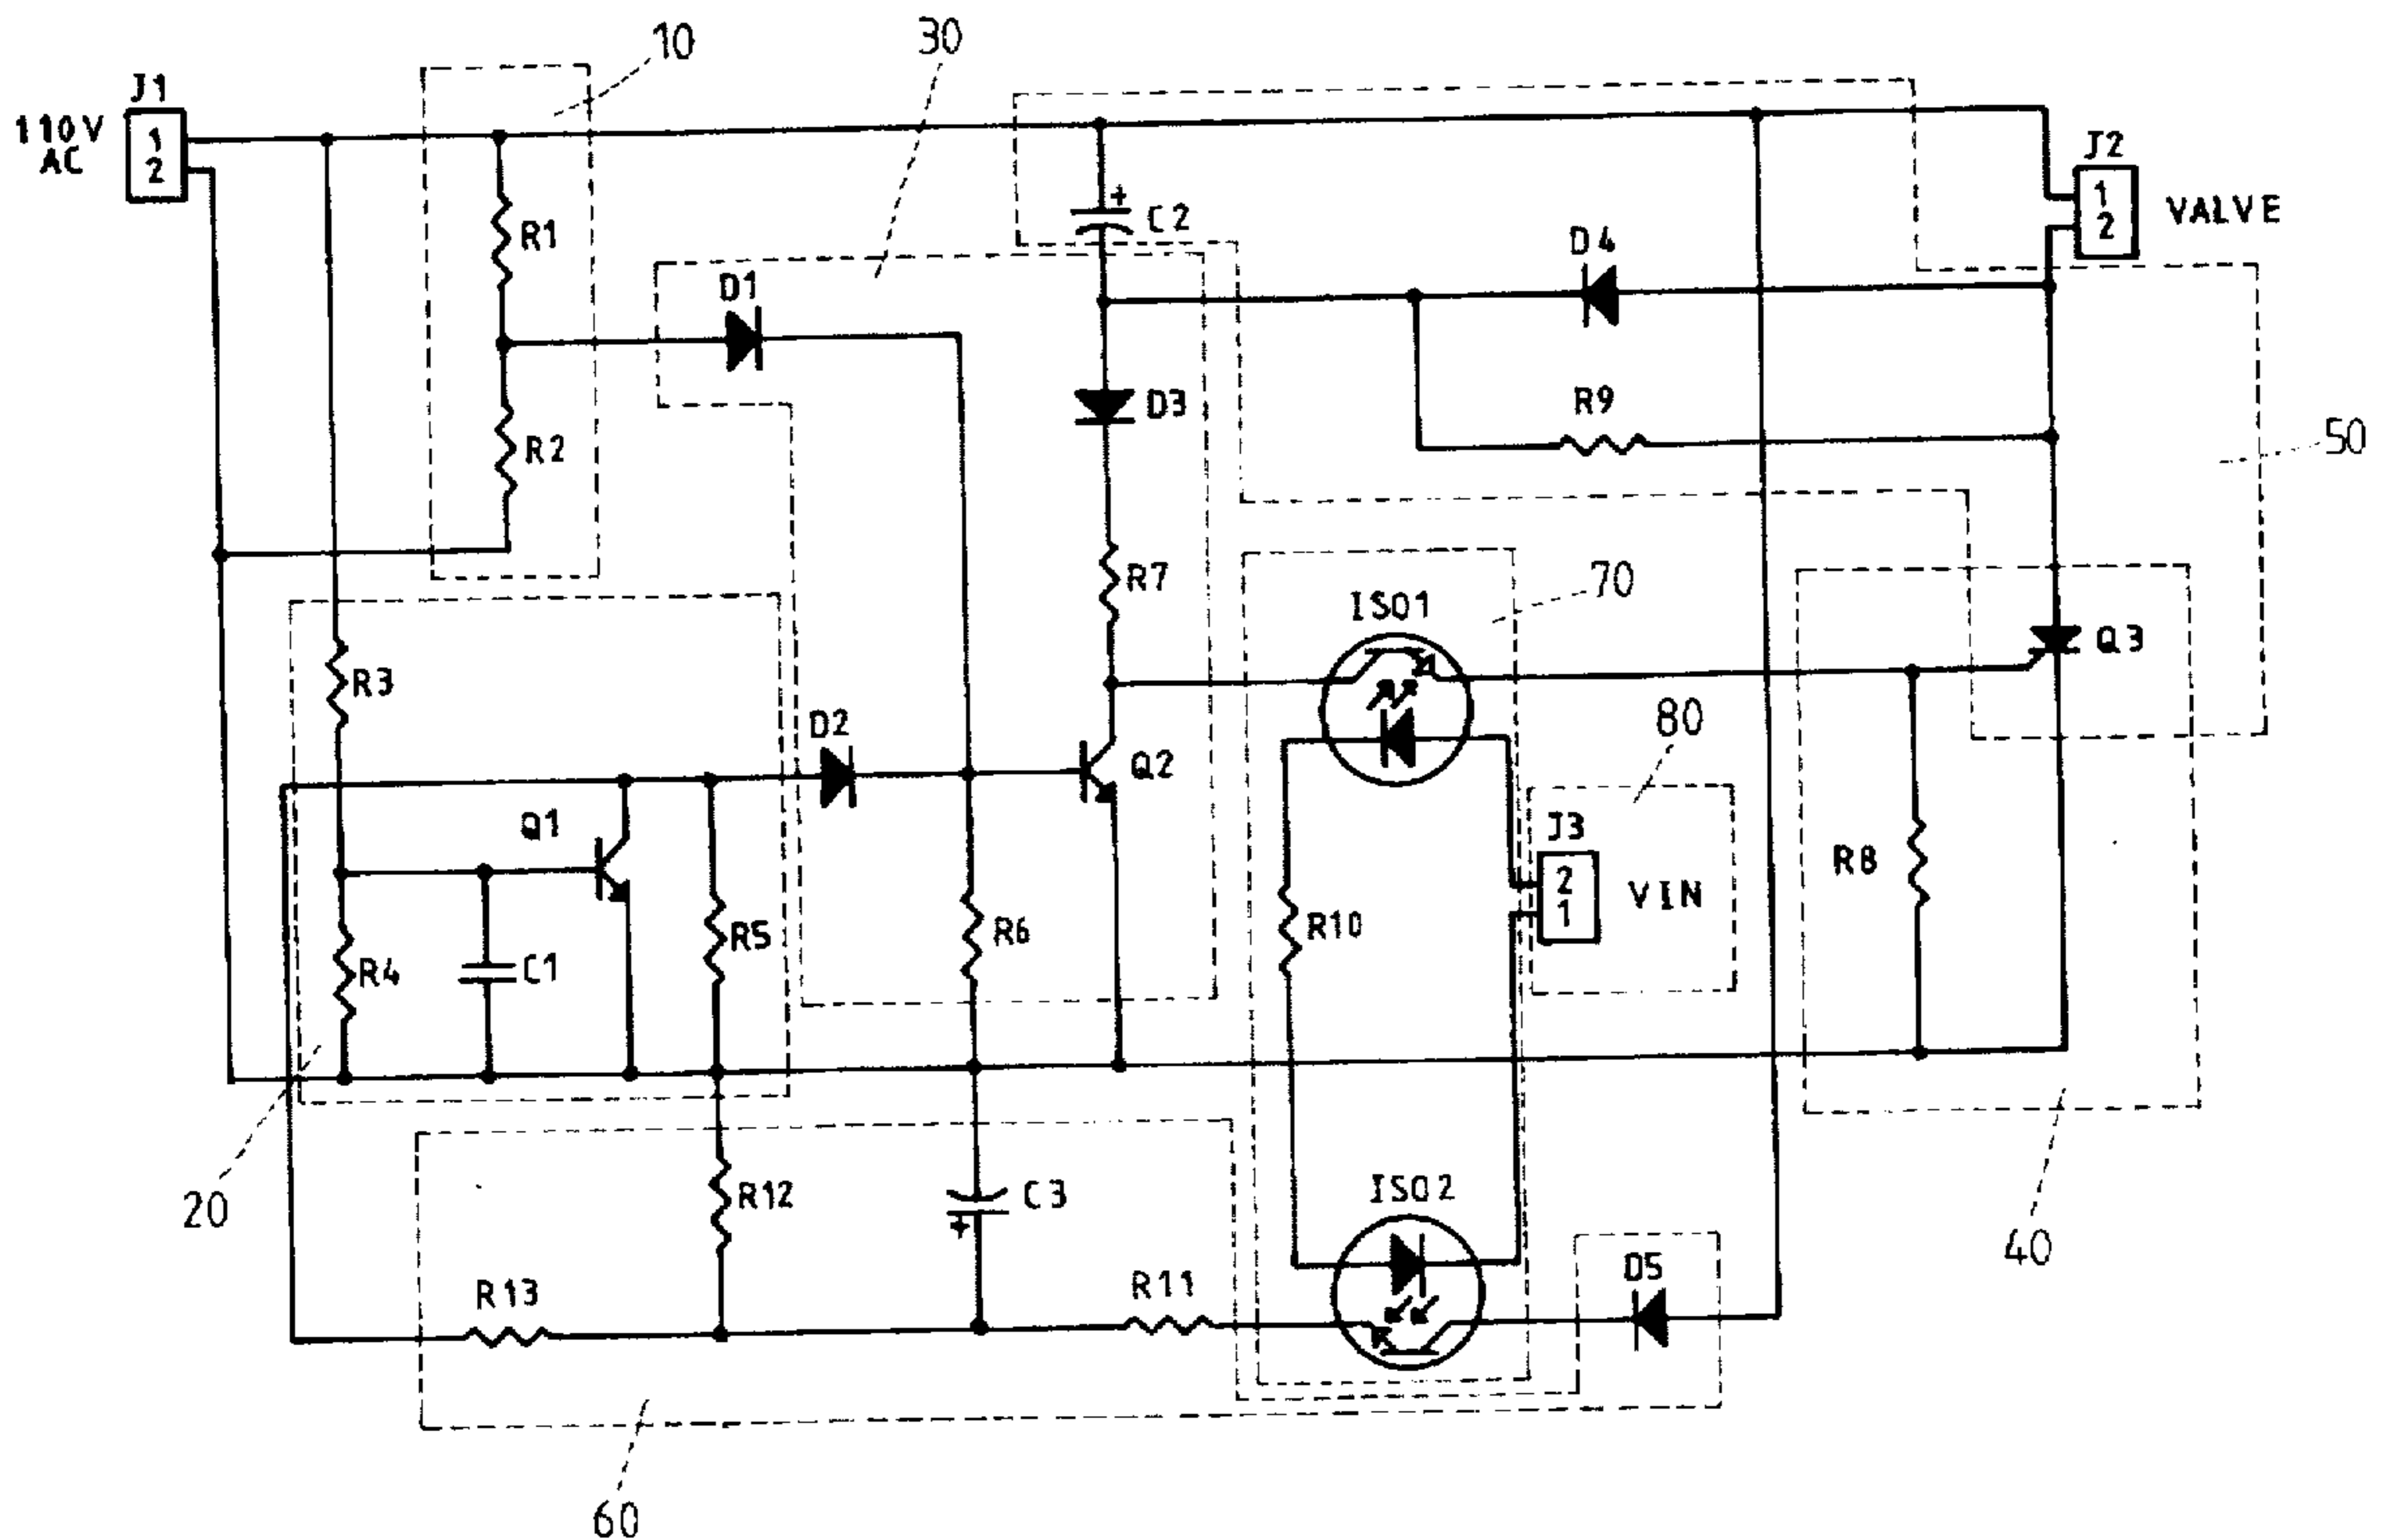 10
30
J1
110V
AC
1
2
J2
1
2
VALVE
R1
+
C2
D4
D1
R2
D3
R9
50
R7
70
ISO1
Q3
R3
D2
80
Q2
Q1
J3
2
1
VIN
R8
R4
C1
R5
R6
R10
20
R12
C3
+
ISO2
40
R13
R11
D5
60